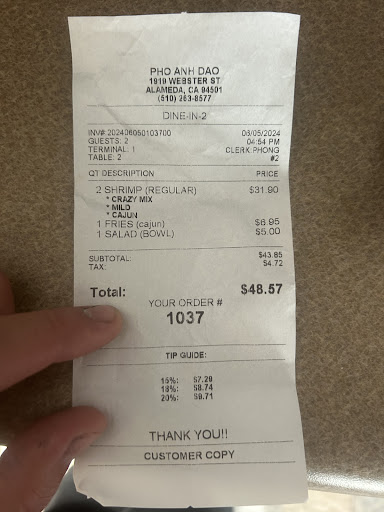 PHO ANH DAO
1919 WEBSTER ST
ALAMEDA, CA 94501
(510) 263-8577
DINE-IN-2
INV# 202406050103700 06/05/2024
GUESTS: 2 04:54 PM
TERMINAL: 1 CLERK:PHONG
TABLE: 2 #2
QT DESCRIPTION PRICE
2 SHRIMP (REGULAR) $31.90
* CRAZY MIX
* MILD
* CAJUN
1 FRIES (cajun) $6.95
1 SALAD (BOWL) $5.00
SUBTOTAL: $43.85
TAX: $4.72
Total: $48.57
YOUR ORDER #
1037
TIP GUIDE:
15%: $7.29
18%: $8.74
20%: $9.71
THANK YOU!!
CUSTOMER COPY